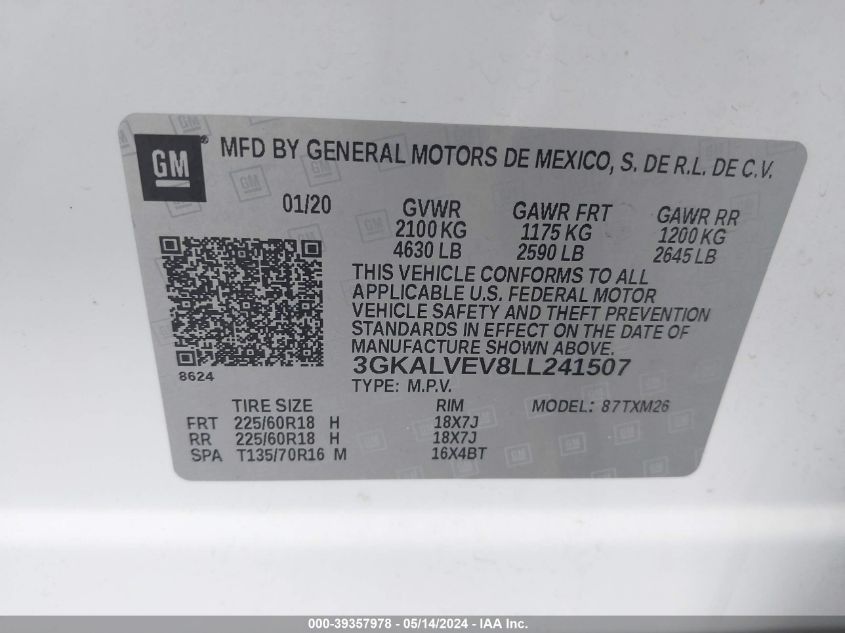 GM ® MFD BY GENERAL MOTORS DE MEXICO, S. DE R.L. DE C.V.
01/20 GVWR GAWR FRT GAWR RR
2100 KG 1175 KG 1200 KG
4630 LB 2590 LB 2645 LB
THIS VEHICLE CONFORMS TO ALL
APPLICABLE U.S. FEDERAL MOTOR
VEHICLE SAFETY AND THEFT PREVENTION
STANDARDS IN EFFECT ON THE DATE OF
MANUFACTURE SHOWN ABOVE.
3GKALVEV8LL241507
8624 TYPE: M.P.V.
TIRE SIZE RIM MODEL: 87TXM26
FRT 225/60R18 H 18X7J
RR 225/60R18 H 18X7J
SPA T135/70R16 M 16X4BT
000-39357978 - 05/14/2024 - IAA Inc.